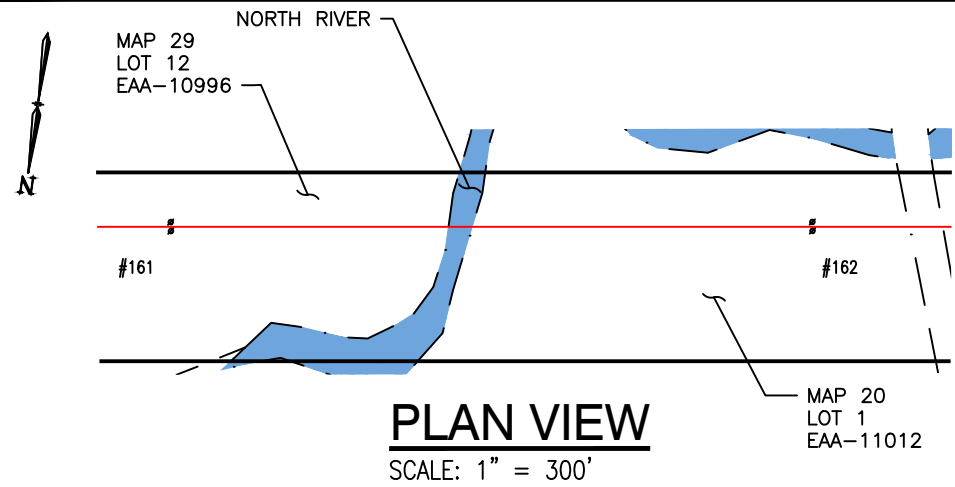 NORTH RIVER
MAP 29
LOT 12
EAA-10996
N
#161
#162
MAP 20
LOT 1
EAA-11012
PLAN VIEW
SCALE: 1" = 300'